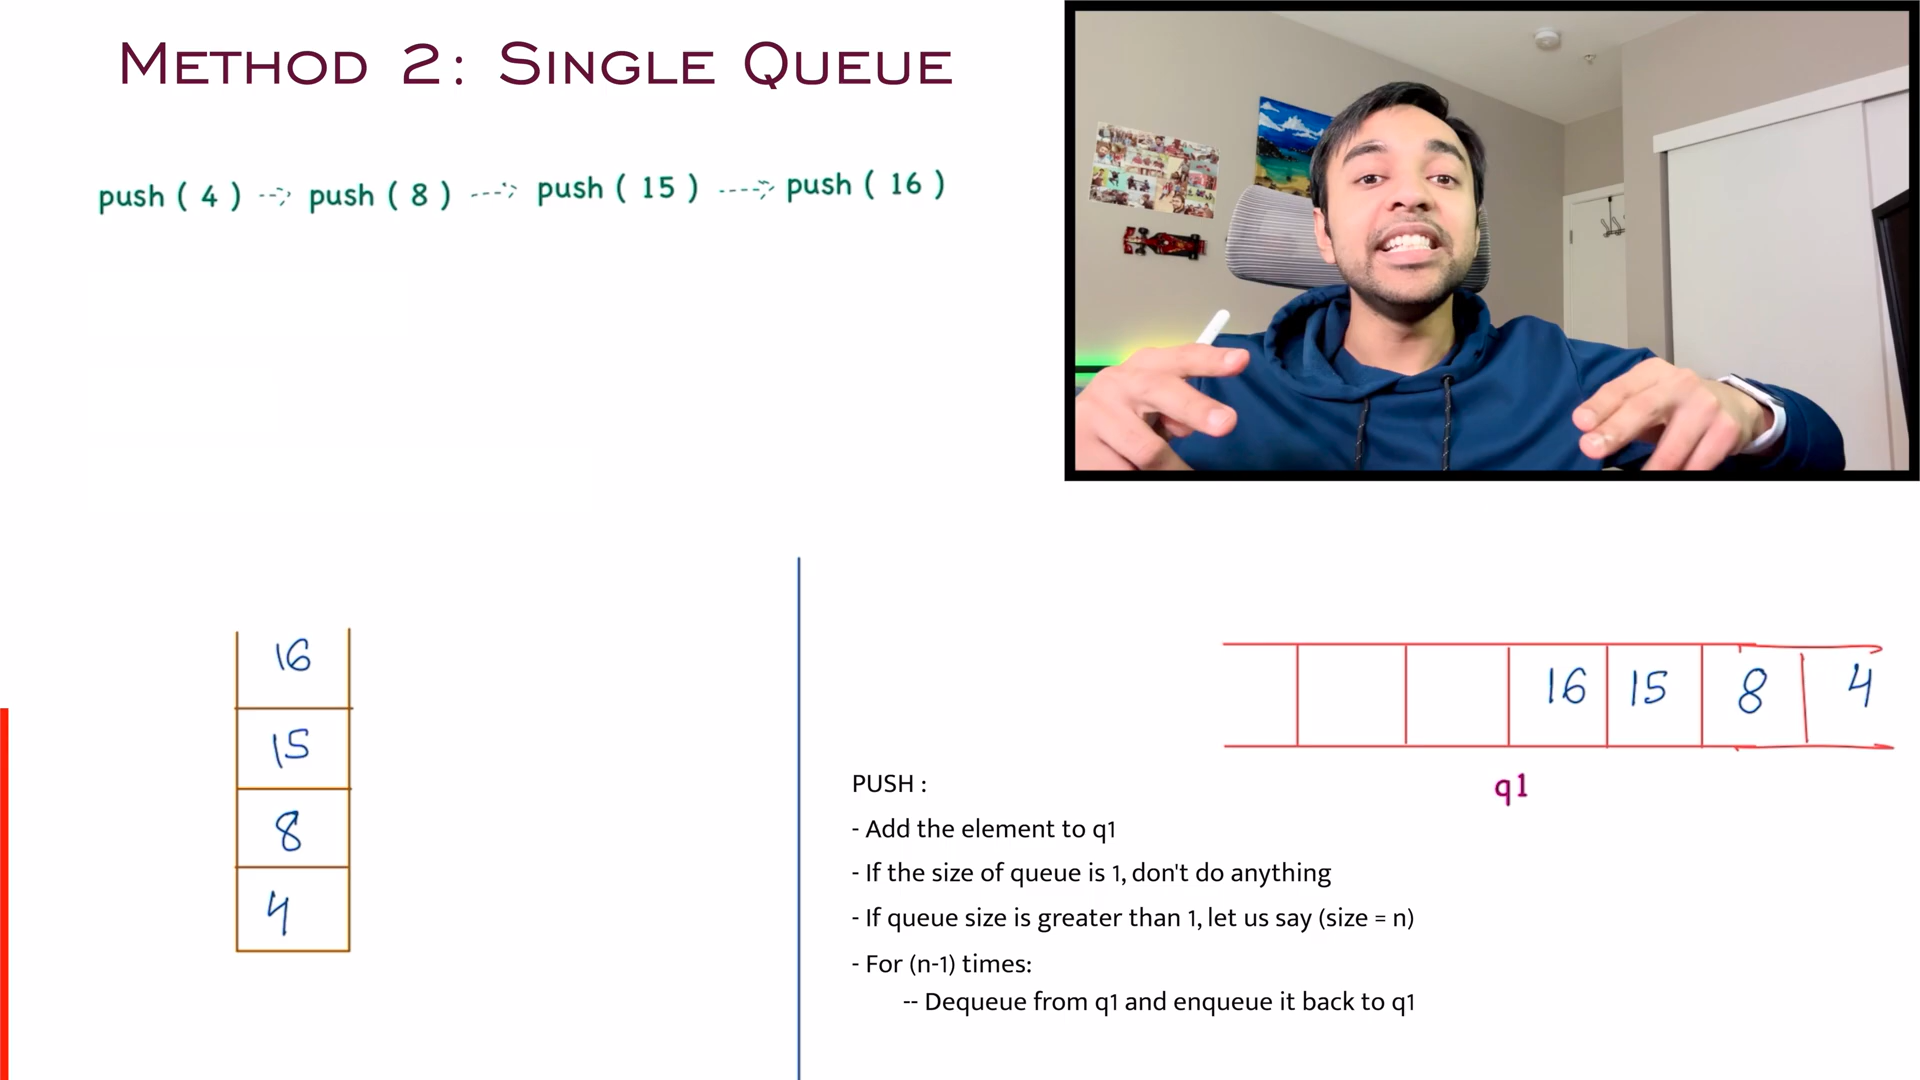 METHOD 2: SINGLE QUEUE
push ( 4 ) ---> push ( 8 ) ----> push ( 15 ) ----> push ( 16 )
16
15
8
4
16 15 8 4
q1
PUSH :
- Add the element to q1
- If the size of queue is 1, don't do anything
- If queue size is greater than 1, let us say (size = n)
- For (n-1) times:
-- Dequeue from q1 and enqueue it back to q1